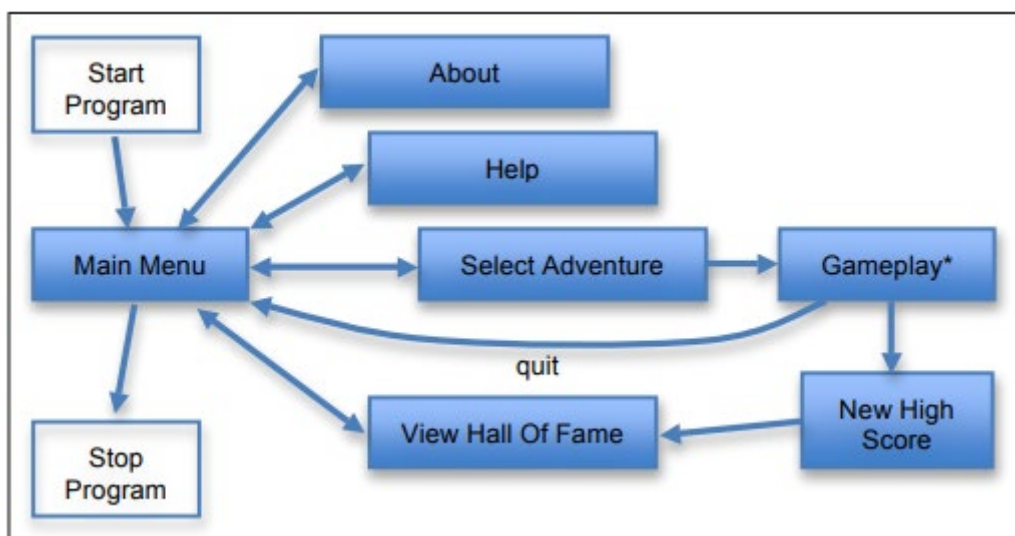 Start
Program
About
Help
Main Menu
Select Adventure
Gameplay*
quit
View Hall Of Fame
New High
Score
Stop
Program